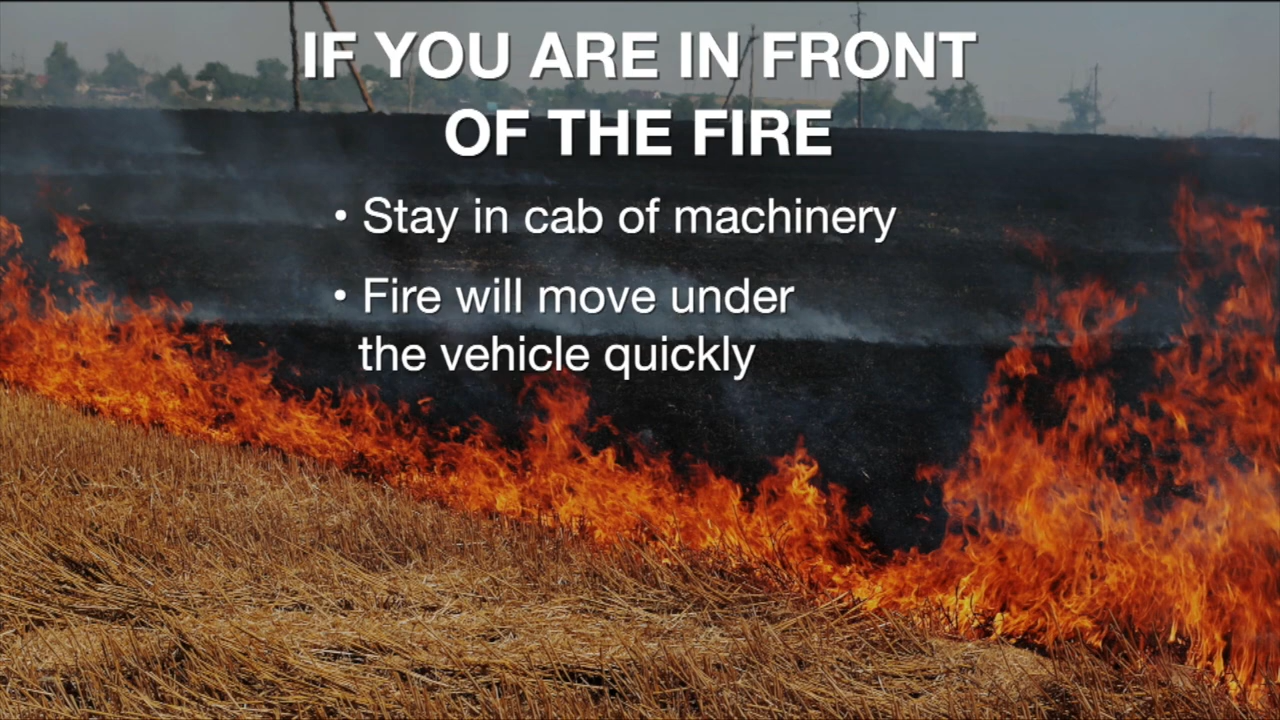 IF YOU ARE IN FRONT
OF THE FIRE
• Stay in cab of machinery
• Fire will move under
the vehicle quickly